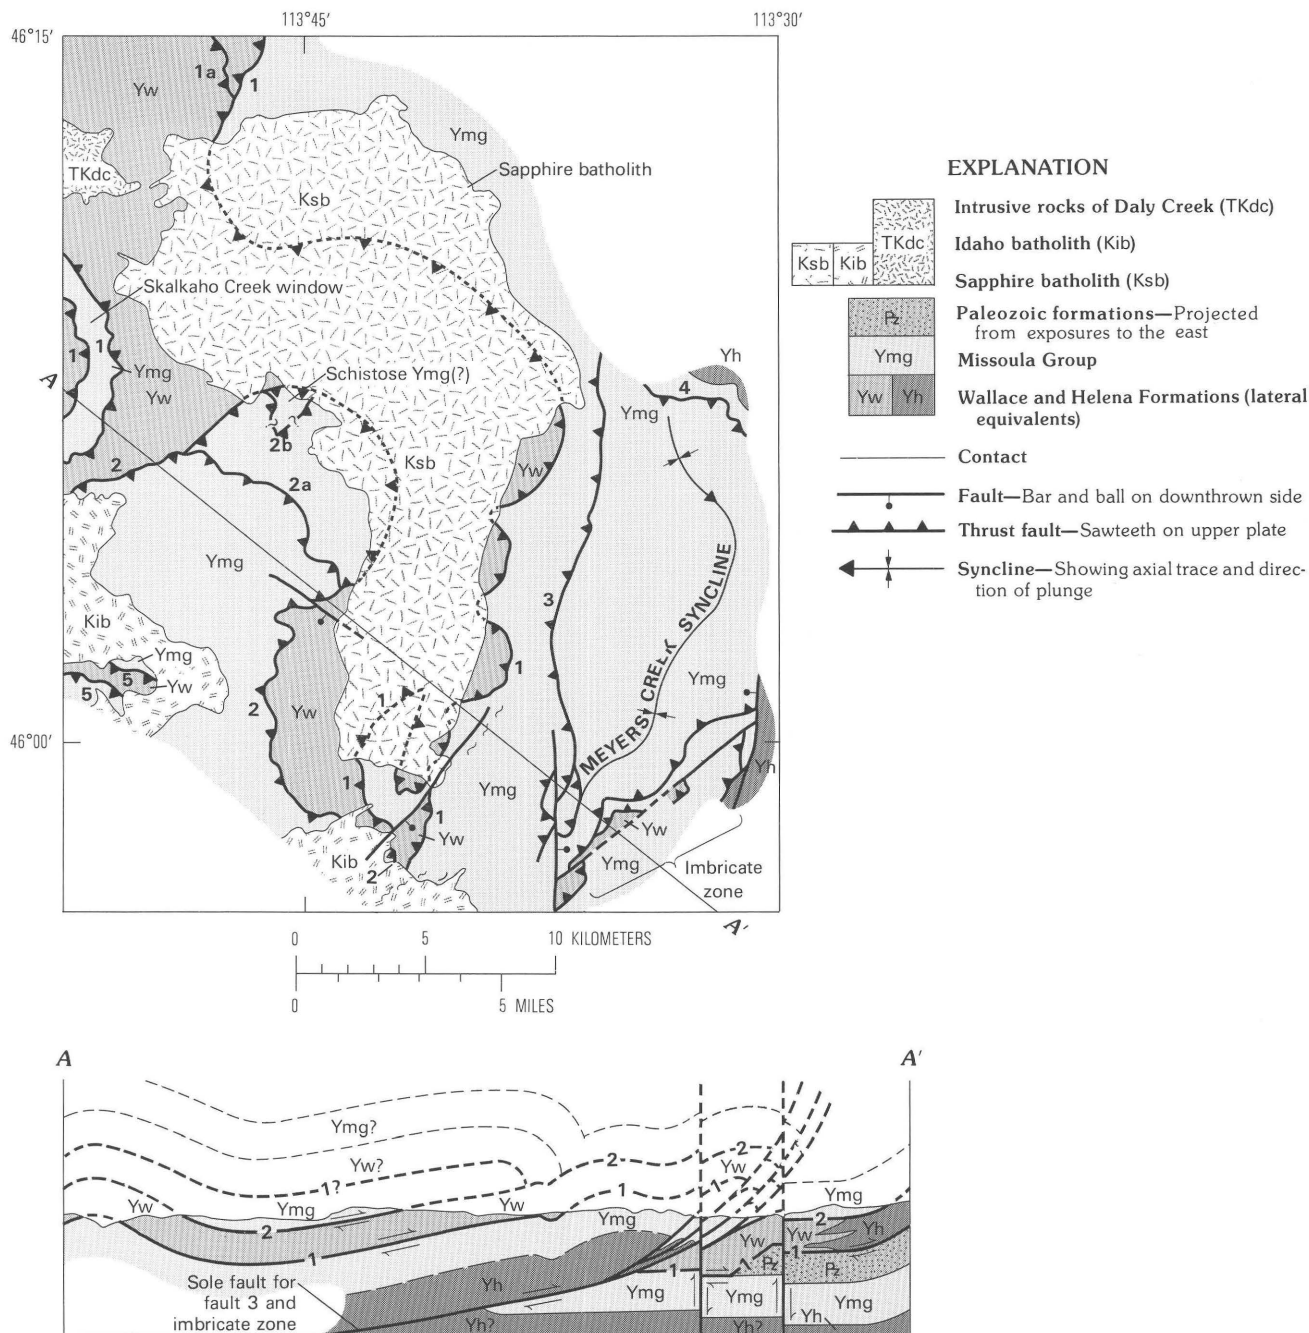 113°45′
113°30′
46°15′
1a
1
Yw
Ymg
TKdc
Sapphire batholith
Ksb
Skalkaho Creek window
1
1
Ymg
A
Yw
Schistose Ymg(?)
Yh
4
Ymg
2b
2
2a
Ksb
Yw
Ymg
3
MEYERS CREEK SYNCLINE
Kib
Ymg
5
5
Yw
2
Yw
1
1
Ymg
46°00′
1
Ymg
Yh
1
Yw
Yw
Kib
2
Ymg
Imbricate
zone
A′
EXPLANATION
Intrusive rocks of Daly Creek (TKdc)
TKdc
Idaho batholith (Kib)
Ksb
Kib
Sapphire batholith (Ksb)
Pz
Paleozoic formations—Projected
from exposures to the east
Ymg
Missoula Group
Yw
Yh
Wallace and Helena Formations (lateral
equivalents)
Contact
Fault—Bar and ball on downthrown side
Thrust fault—Sawteeth on upper plate
Syncline—Showing axial trace and direc-
tion of plunge
0 5 10 KILOMETERS
0 5 MILES
A
A′
Ymg?
Yw?
1?
2
2
Yw
1
1
Yw
Ymg
Yw
Ymg
Ymg
2
2
1
Yw
Yw
Yh
1
1
1
Pz
Pz
Sole fault for
fault 3 and
imbricate zone
Yh
Ymg
Ymg
Ymg
Yh?
Yh?
Yh